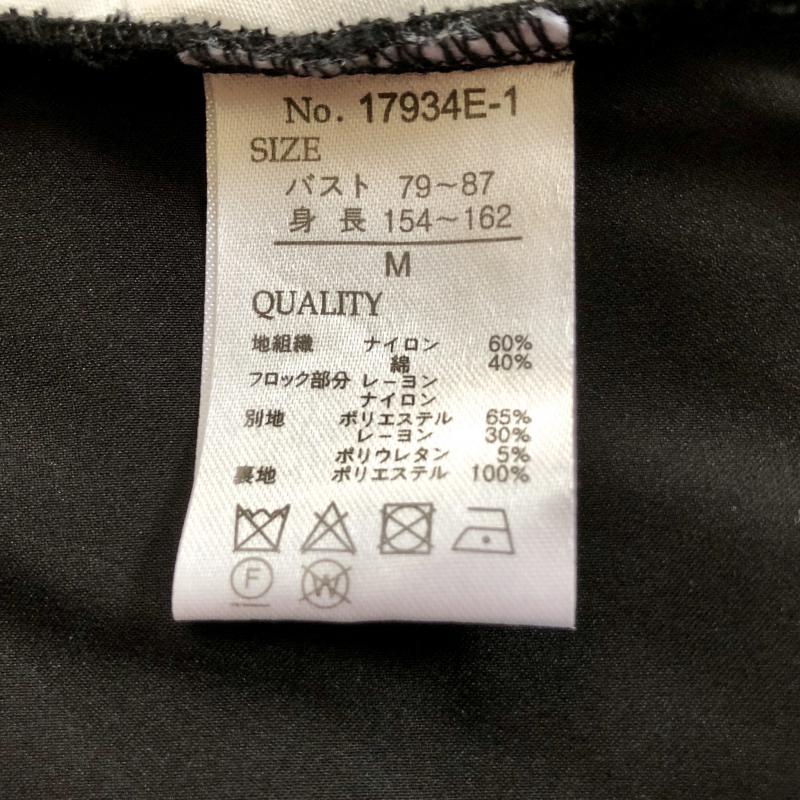 No. 17934E-1
SIZE
バスト 79～87
身長 154～162
M
QUALITY
地組織 ナイロン 60%
綿 40%
フロック部分 レーヨン
ナイロン
別地 ポリエステル 65%
レーヨン 30%
ポリウレタン 5%
裏地 ポリエステル 100%
F W